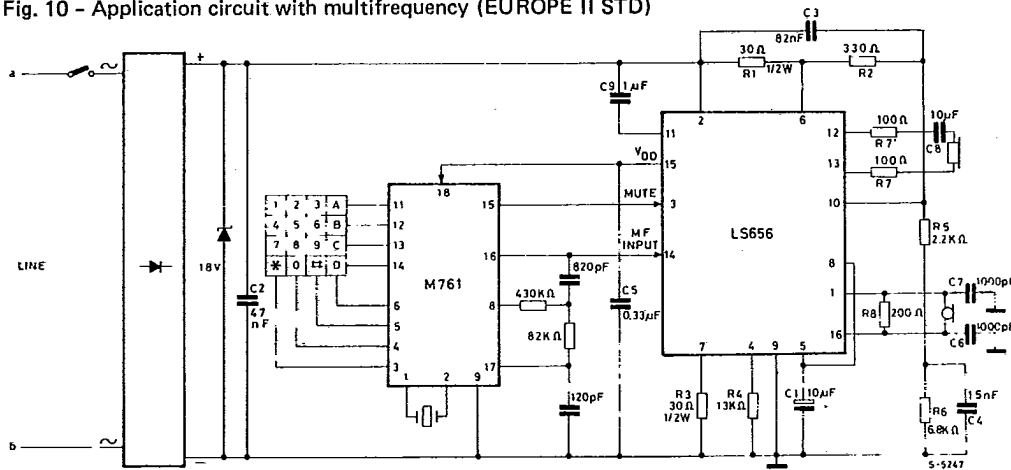 Fig. 10 - Application circuit with multifrequency (EUROPE II STD)
a
~
+
LINE
b
~
−
18V
C2
47
nF
1 2 3 A
4 5 6 B
7 8 9 C
* 0 ⌗ D
11
12
13
14
6
5
4
3
18
15
16
8
17
M761
1
2
9
430KΩ
820pF
82KΩ
120pF
C9 1µF
C5
0,33µF
VDD
MUTE
MF
INPUT
C3
82nF
30Ω
R1
1/2W
330Ω
R2
2
6
11
15
3
14
LS656
12
13
10
8
1
16
7
4
9
5
100Ω
R7'
10µF
C8
100Ω
R7
R5
2.2KΩ
R8
200Ω
C7
1000pF
C6
1000pF
R3
30Ω
1/2W
R4
13KΩ
C1
10µF
R6
6.8KΩ
15nF
C4
S-5247